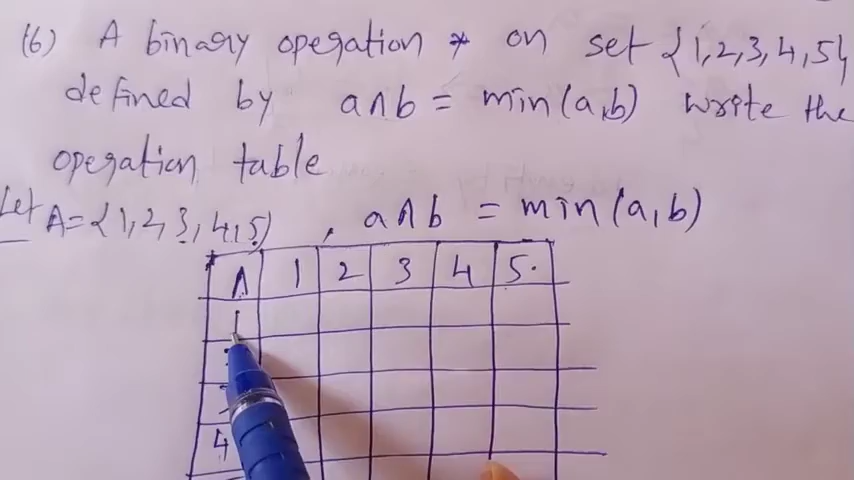 (6) A binary operation * on set {1,2,3,4,5}
defined by a∧b = min(a,b) write the
operation table
Let A={1,2,3,4,5} , a∧b = min(a,b)
∧ 1 2 3 4 5.
1
4